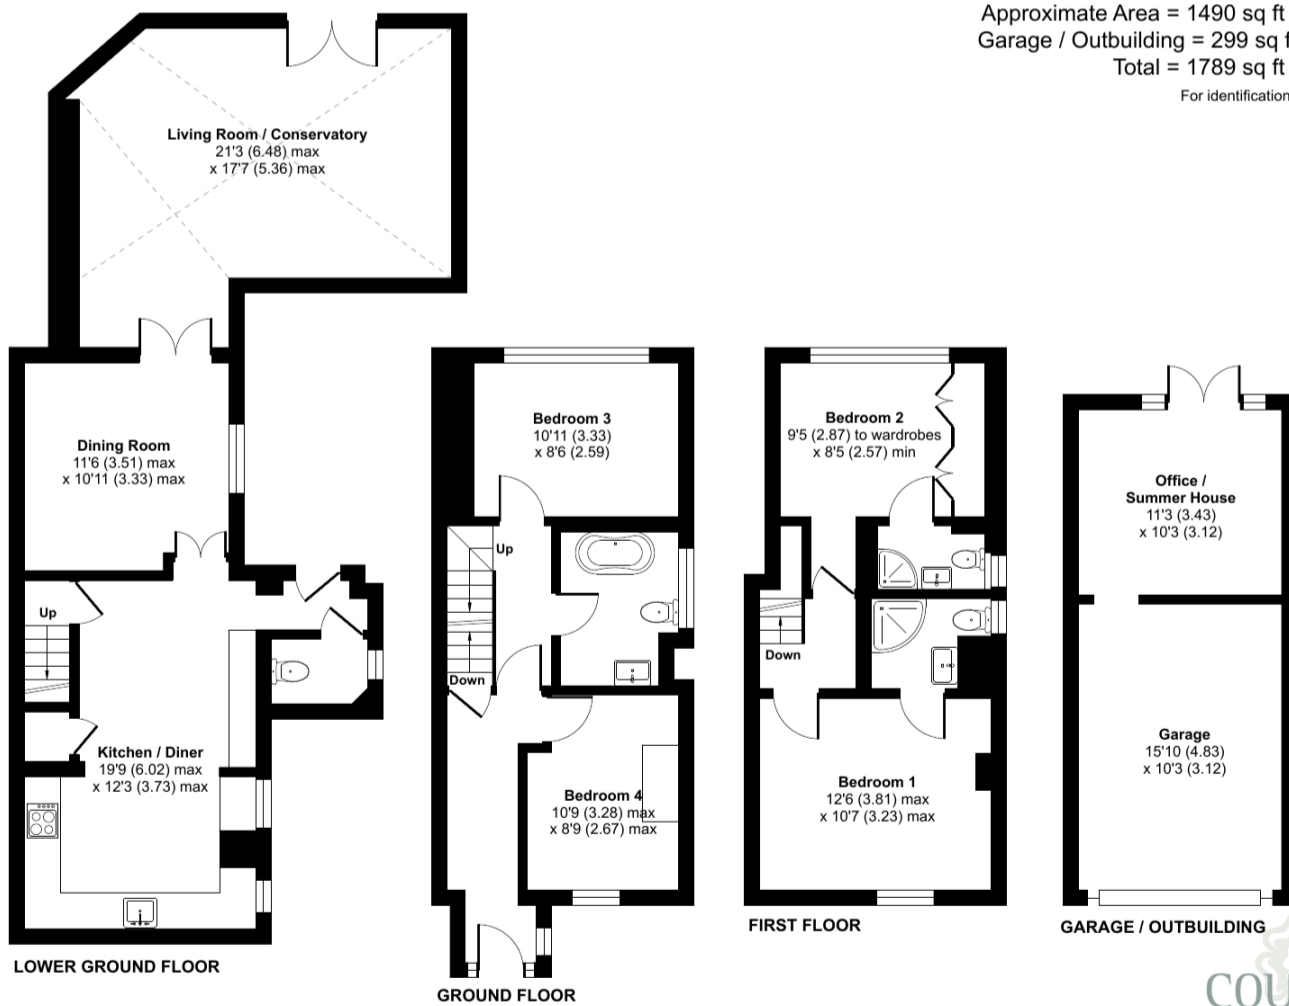 Approximate Area = 1490 sq ft
Garage / Outbuilding = 299 sq f
Total = 1789 sq ft
For identification
Living Room / Conservatory
21'3 (6.48) max
x 17'7 (5.36) max
Dining Room
11'6 (3.51) max
x 10'11 (3.33) max
Up
Kitchen / Diner
19'9 (6.02) max
x 12'3 (3.73) max
LOWER GROUND FLOOR
Bedroom 3
10'11 (3.33)
x 8'6 (2.59)
Up
Down
Bedroom 4
10'9 (3.28) max
x 8'9 (2.67) max
GROUND FLOOR
Bedroom 2
9'5 (2.87) to wardrobes
x 8'5 (2.57) min
Down
Bedroom 1
12'6 (3.81) max
x 10'7 (3.23) max
FIRST FLOOR
Office /
Summer House
11'3 (3.43)
x 10'3 (3.12)
Garage
15'10 (4.83)
x 10'3 (3.12)
GARAGE / OUTBUILDING
COU